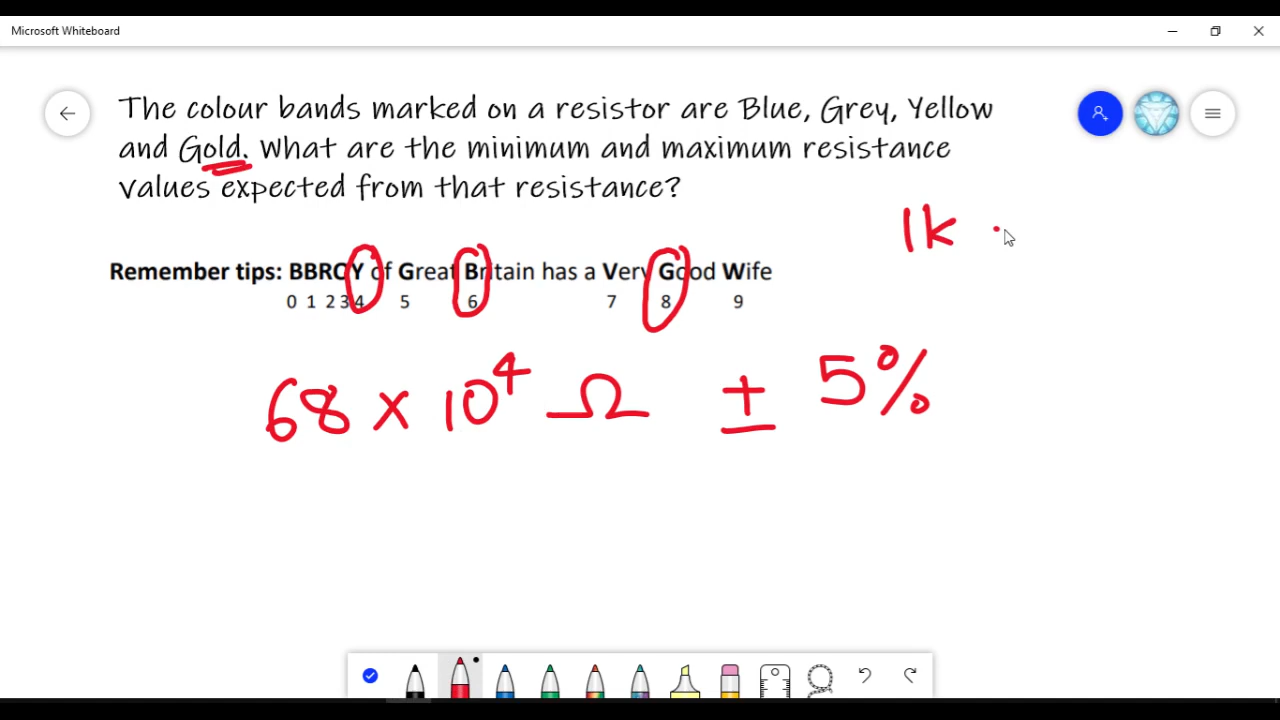 Microsoft Whiteboard
The colour bands marked on a resistor are Blue, Grey, Yellow
and Gold. What are the minimum and maximum resistance
values expected from that resistance?
1k
Remember tips: BBROY of Great Britain has a Very Good Wife
0 1 2 3 4 5 6 7 8 9
68 × 10⁴ Ω ± 5%